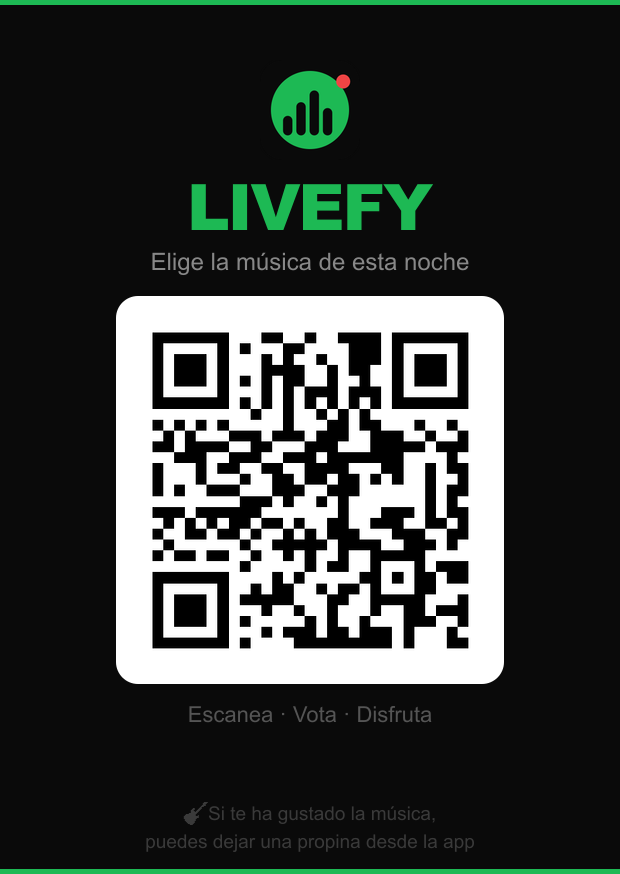 LIVEFY
Elige la música de esta noche
Escanea · Vota · Disfruta
🎸Si te ha gustado la música,
puedes dejar una propina desde la app